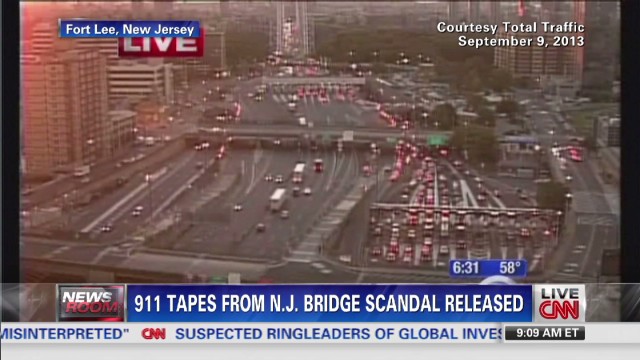 Fort Lee, New Jersey
LIVE
Courtesy Total Traffic
September 9, 2013
6:31 58°
NEWS
ROOM
911 TAPES FROM N.J. BRIDGE SCANDAL RELEASED
LIVE
CNN
MISINTERPRETED" CNN SUSPECTED RINGLEADERS OF GLOBAL INVES
9:09 AM ET